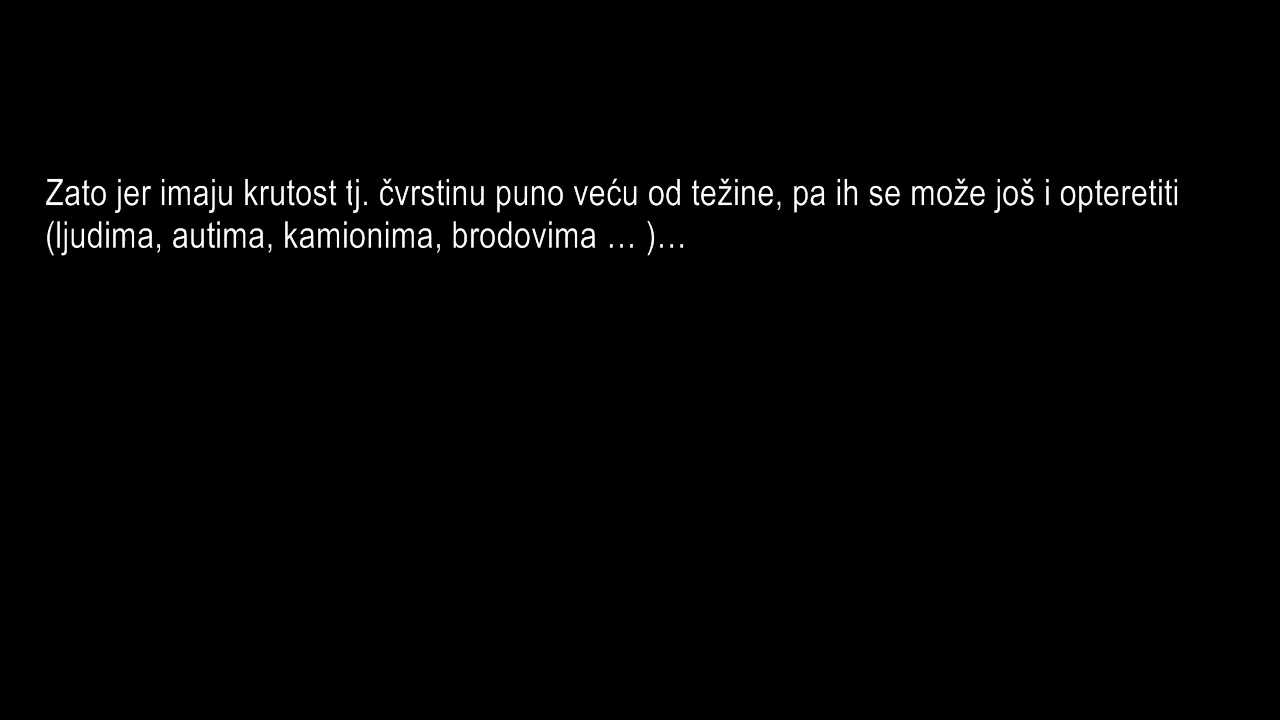 Zato jer imaju krutost tj. čvrstinu puno veću od težine, pa ih se može još i opteretiti
(ljudima, autima, kamionima, brodovima … )…